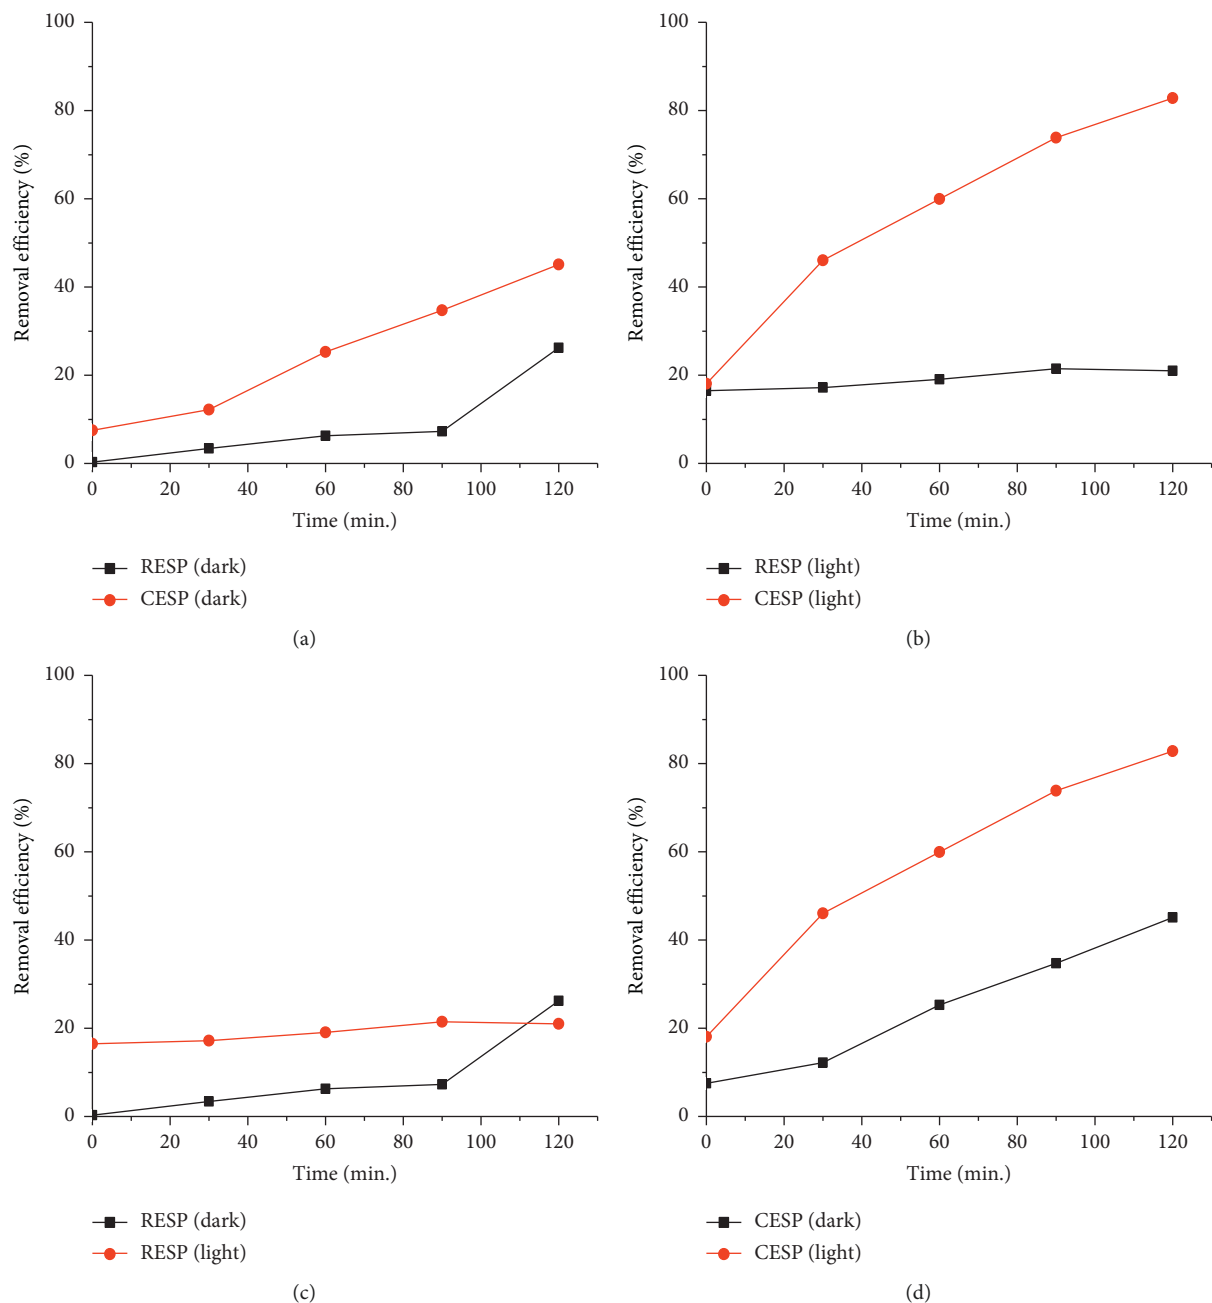 100
80
60
40
20
0
Removal efficiency (%)
0 20 40 60 80 100 120
Time (min.)
RESP (dark)
CESP (dark)
(a)
100
80
60
40
20
0
Removal efficiency (%)
0 20 40 60 80 100 120
Time (min.)
RESP (light)
CESP (light)
(b)
100
80
60
40
20
0
Removal efficiency (%)
0 20 40 60 80 100 120
Time (min.)
RESP (dark)
RESP (light)
(c)
100
80
60
40
20
0
Removal efficiency (%)
0 20 40 60 80 100 120
Time (min.)
CESP (dark)
CESP (light)
(d)